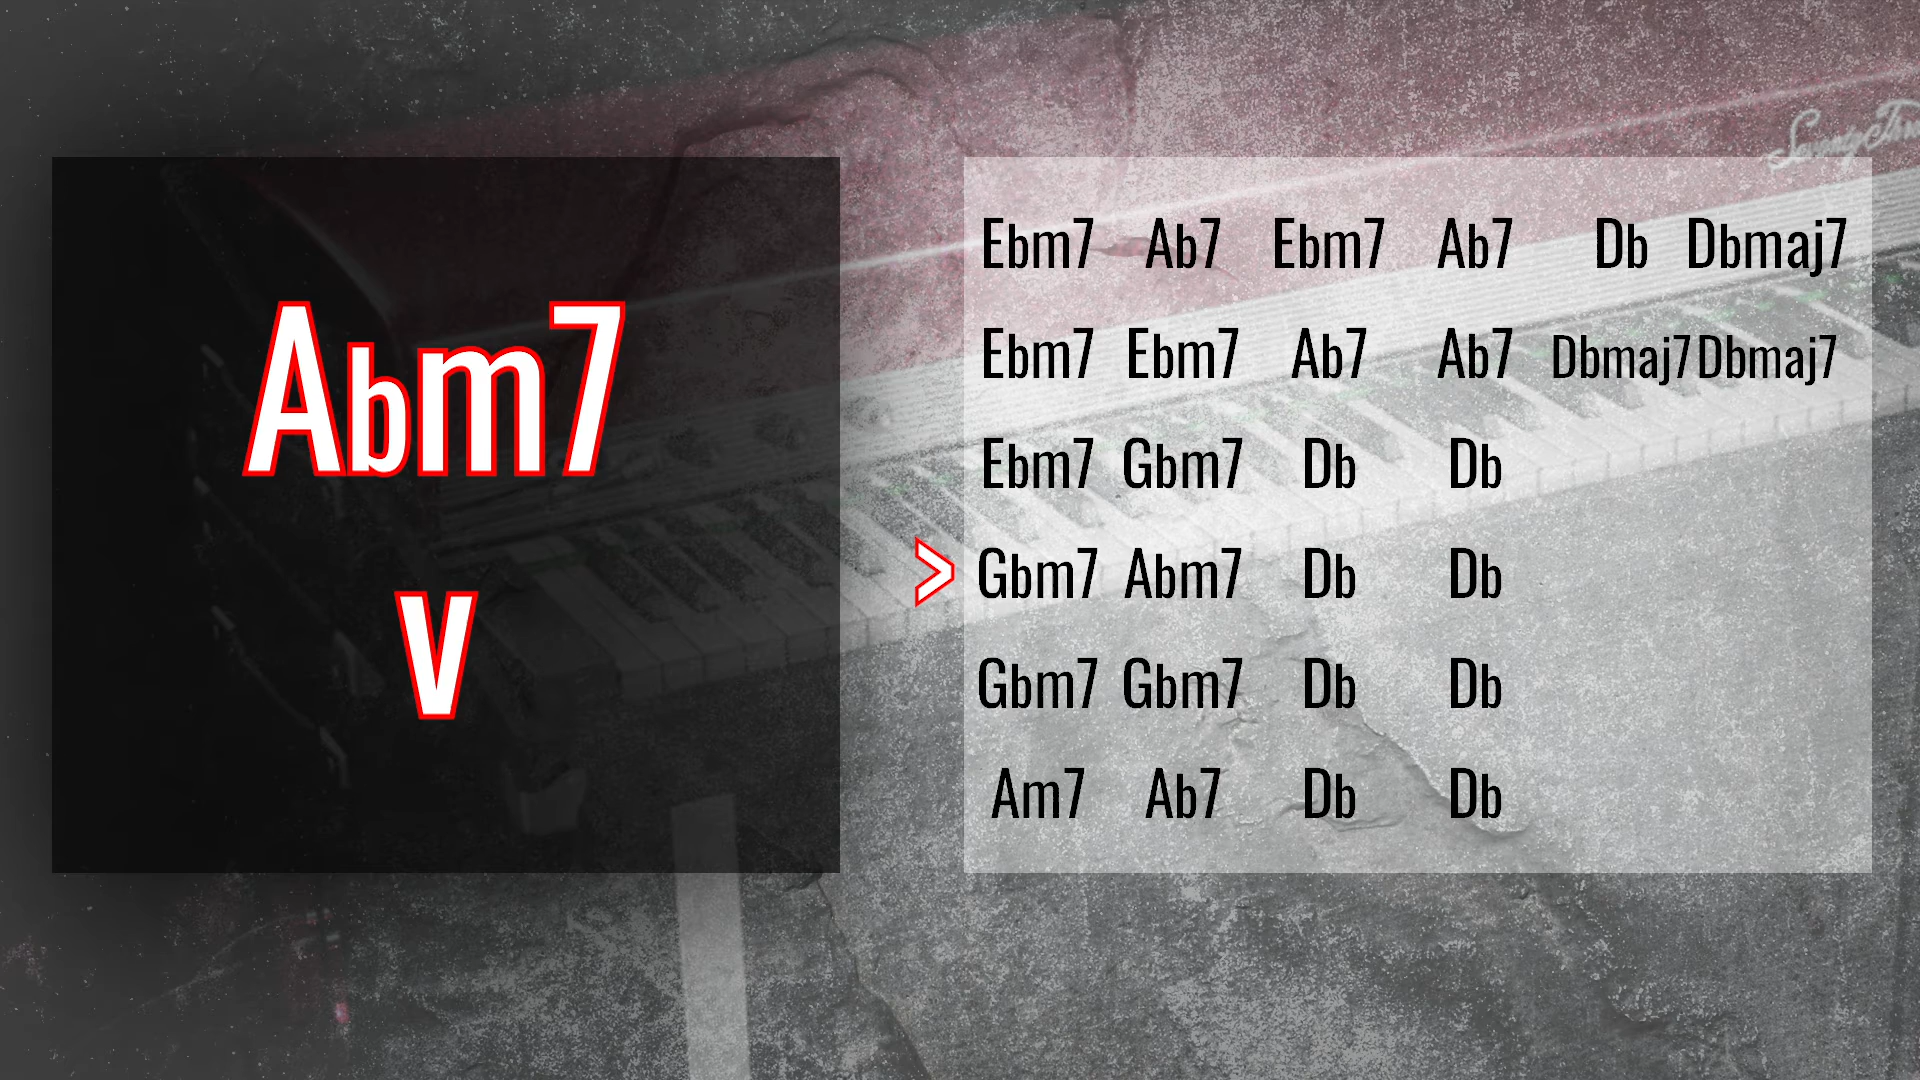 Abm7
v
Ebm7 Ab7 Ebm7 Ab7 Db Dbmaj7
Ebm7 Ebm7 Ab7 Ab7 Dbmaj7 Dbmaj7
Ebm7 Gbm7 Db Db
> Gbm7 Abm7 Db Db
Gbm7 Gbm7 Db Db
Am7 Ab7 Db Db